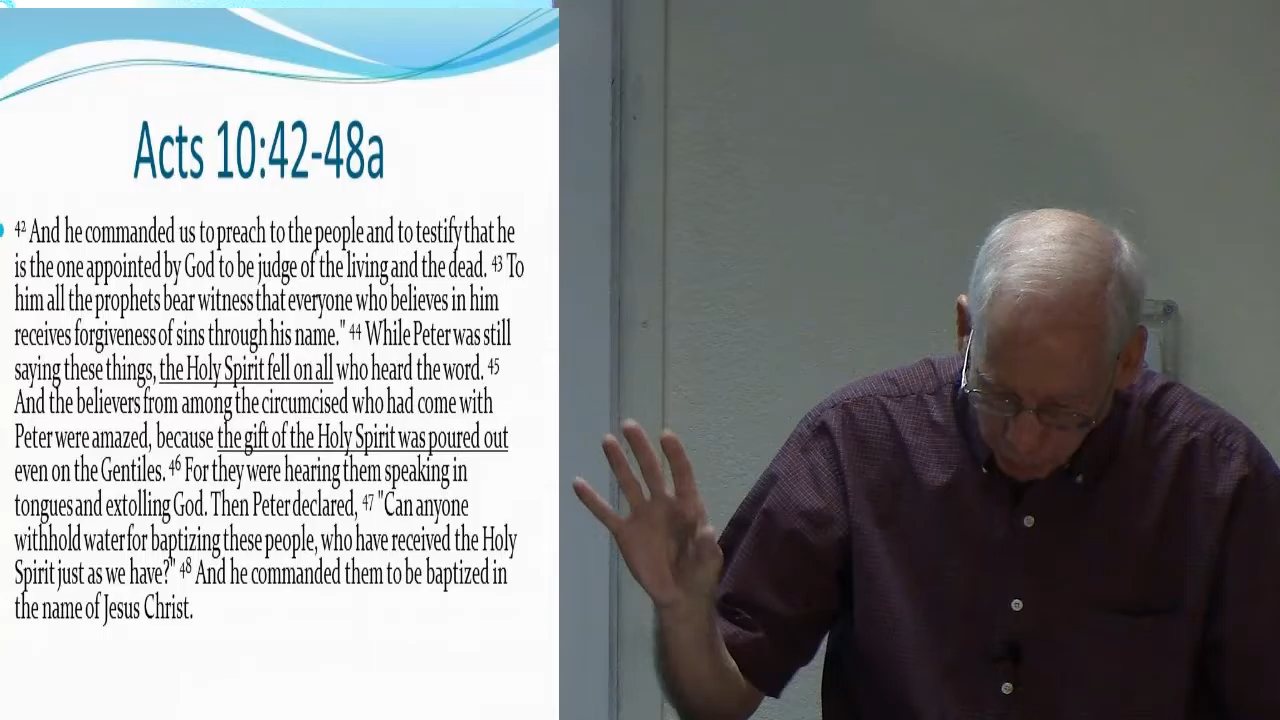 Acts 10:42-48a
42 And he commanded us to preach to the people and to testify that he
is the one appointed by God to be judge of the living and the dead. 43 To
him all the prophets bear witness that everyone who believes in him
receives forgiveness of sins through his name." 44 While Peter was still
saying these things, the Holy Spirit fell on all who heard the word. 45
And the believers from among the circumcised who had come with
Peter were amazed, because the gift of the Holy Spirit was poured out
even on the Gentiles. 46 For they were hearing them speaking in
tongues and extolling God. Then Peter declared, 47 "Can anyone
withhold water for baptizing these people, who have received the Holy
Spirit just as we have?" 48 And he commanded them to be baptized in
the name of Jesus Christ.